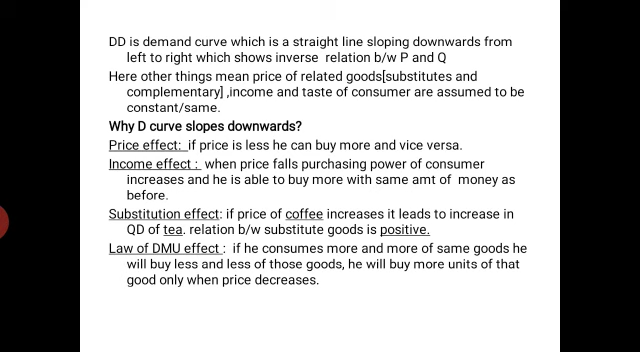 DD is demand curve which is a straight line sloping downwards from
left to right which shows inverse relation b/w P and Q
Here other things mean price of related goods[substitutes and
complementary] ,income and taste of consumer are assumed to be
constant/same.
Why D curve slopes downwards?
Price effect: if price is less he can buy more and vice versa.
Income effect : when price falls purchasing power of consumer
increases and he is able to buy more with same amt of money as
before.
Substitution effect: if price of coffee increases it leads to increase in
QD of tea. relation b/w substitute goods is positive.
Law of DMU effect : if he consumes more and more of same goods he
will buy less and less of those goods, he will buy more units of that
good only when price decreases.